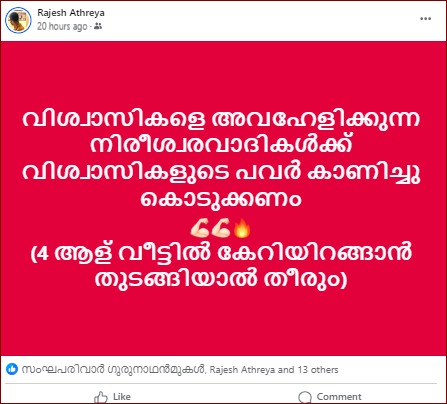 Rajesh Athreya
20 hours ago ·
വിശ്വാസികളെ അവഹേളിക്കുന്ന
നിരീശ്വരവാദികൾക്ക്
വിശ്വാസികളുടെ പവർ കാണിച്ചു
കൊടുക്കണം
💪🏻💪🏻🔥
(4 ആള് വീട്ടിൽ കേറിയിറങ്ങാൻ
തുടങ്ങിയാൽ തീരും)
സംഘപരിവാർ ഗുരുനാഥൻമുകൾ, Rajesh Athreya and 13 others
Like Comment